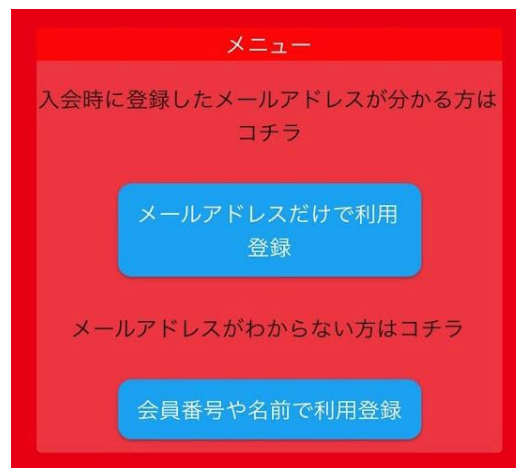 メニュー
入会時に登録したメールアドレスが分かる方は
コチラ
メールアドレスだけで利用
登録
メールアドレスがわからない方はコチラ
会員番号や名前で利用登録